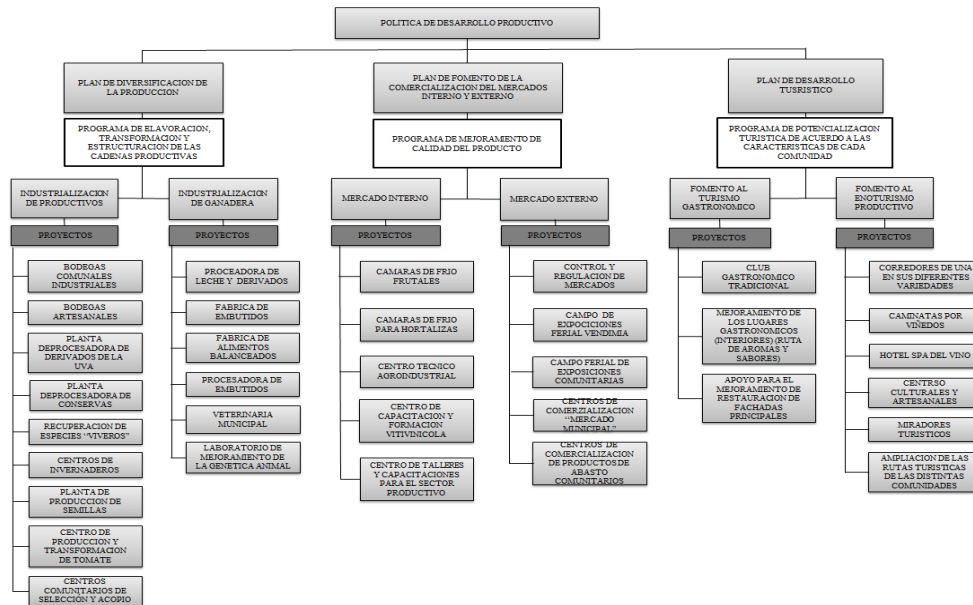 POLITICA DE DESARROLLO PRODUCTIVO
PLAN DE DIVERSIFICACION DE
LA PRODUCCION
PROGRAMA DE ELAVORACION,
TRANSFORMACION Y
ESTRUCTURACION DE LAS
CADENAS PRODUCTIVAS
INDUSTRIALIZACION
DE PRODUCTIVOS
PROYECTOS
BODEGAS
COMUNALES
INDUSTRIALES
BODEGAS
ARTESANALES
PLANTA
DEPROCESADORA DE
DERIVADOS DE LA
UVA
PLANTA
DEPROCESADORA DE
CONSERVAS
RECUPERACION DE
ESPECIES “VIVEROS”
CENTROS DE
INVERNADEROS
PLANTA DE
PRODUCCION DE
SEMILLAS
CENTRO DE
PRODUCCION Y
TRANSFORMACION
DE TOMATE
CENTROS
COMUNITARIOS DE
SELECCIÓN Y ACOPIO
INDUSTRIALIZACION
DE GANADERA
PROYECTOS
PROCEADORA DE
LECHE Y DERIVADOS
FABRICA DE
EMBUTIDOS
FABRICA DE
ALIMENTOS
BALANCEADOS
PROCESADORA DE
EMBUTIDOS
VETERINARIA
MUNICIPAL
LABORATORIO DE
MEJORAMIENTO DE
LA GENETICA ANIMAL
PLAN DE FOMENTO DE LA
COMERCIALIZACION DEL MERCADOS
INTERNO Y EXTERNO
PROGRAMA DE MEJORAMIENTO DE
CALIDAD DEL PRODUCTO
MERCADO INTERNO
PROYECTOS
CAMARAS DE FRIO
FRUTALES
CAMARAS DE FRIO
PARA HORTALIZAS
CENTRO TECNICO
AGROINDUSTRIAL
CENTRO DE
CAPACITACION Y
FORMACION
VITIVINICOLA
CENTRO DE TALLERES
Y CAPACITACIONES
PARA EL SECTOR
PRODUCTIVO
MERCADO EXTERNO
PROYECTOS
CONTROL Y
REGULACION DE
MERCADOS
CAMPO DE
EXPOCICIONES
FERIAL VENDIMIA
CAMPO FERIAL DE
EXPOSICIONES
COMUNITARIAS
CENTROS DE
COMERZIALIZACION
“MERCADO
MUNICIPAL”
CENTROS DE
COMERCIALIZACION
DE PRODUCTOS DE
ABASTO
COMUNITARIOS
PLAN DE DESARROLLO
TUSRISTICO
PROGRAMA DE POTENCIALIZACION
TURISTICA DE ACUERDO A LAS
CARACTERISTICAS DE CADA
COMUNIDAD
FOMENTO AL
TURISMO
GASTRONOMICO
PROYECTOS
CLUB
GASTRONOMICO
TRADICIONAL
MEJORAMIENTO DE
LOS LUGARES
GASTRONOMICOS
(INTERIORES) (RUTA
DE AROMAS Y
SABORES)
APOYO PARA EL
MEJORAMIENTO DE
RESTAURACION DE
FACHADAS
PRINCIPALES
FOMENTO AL
ENOTURISMO
PRODUCTIVO
PROYECTOS
CORREDORES DE UNA
EN SUS DIFERENTES
VARIEDADES
CAMINATAS POR
VIÑEDOS
HOTEL SPA DEL VINO
CENTRSO
CULTURALES Y
ARTESANALES
MIRADORES
TURISTICOS
AMPLIACION DE LAS
RUTAS TURISTICAS
DE LAS DISTINTAS
COMUNIDADES